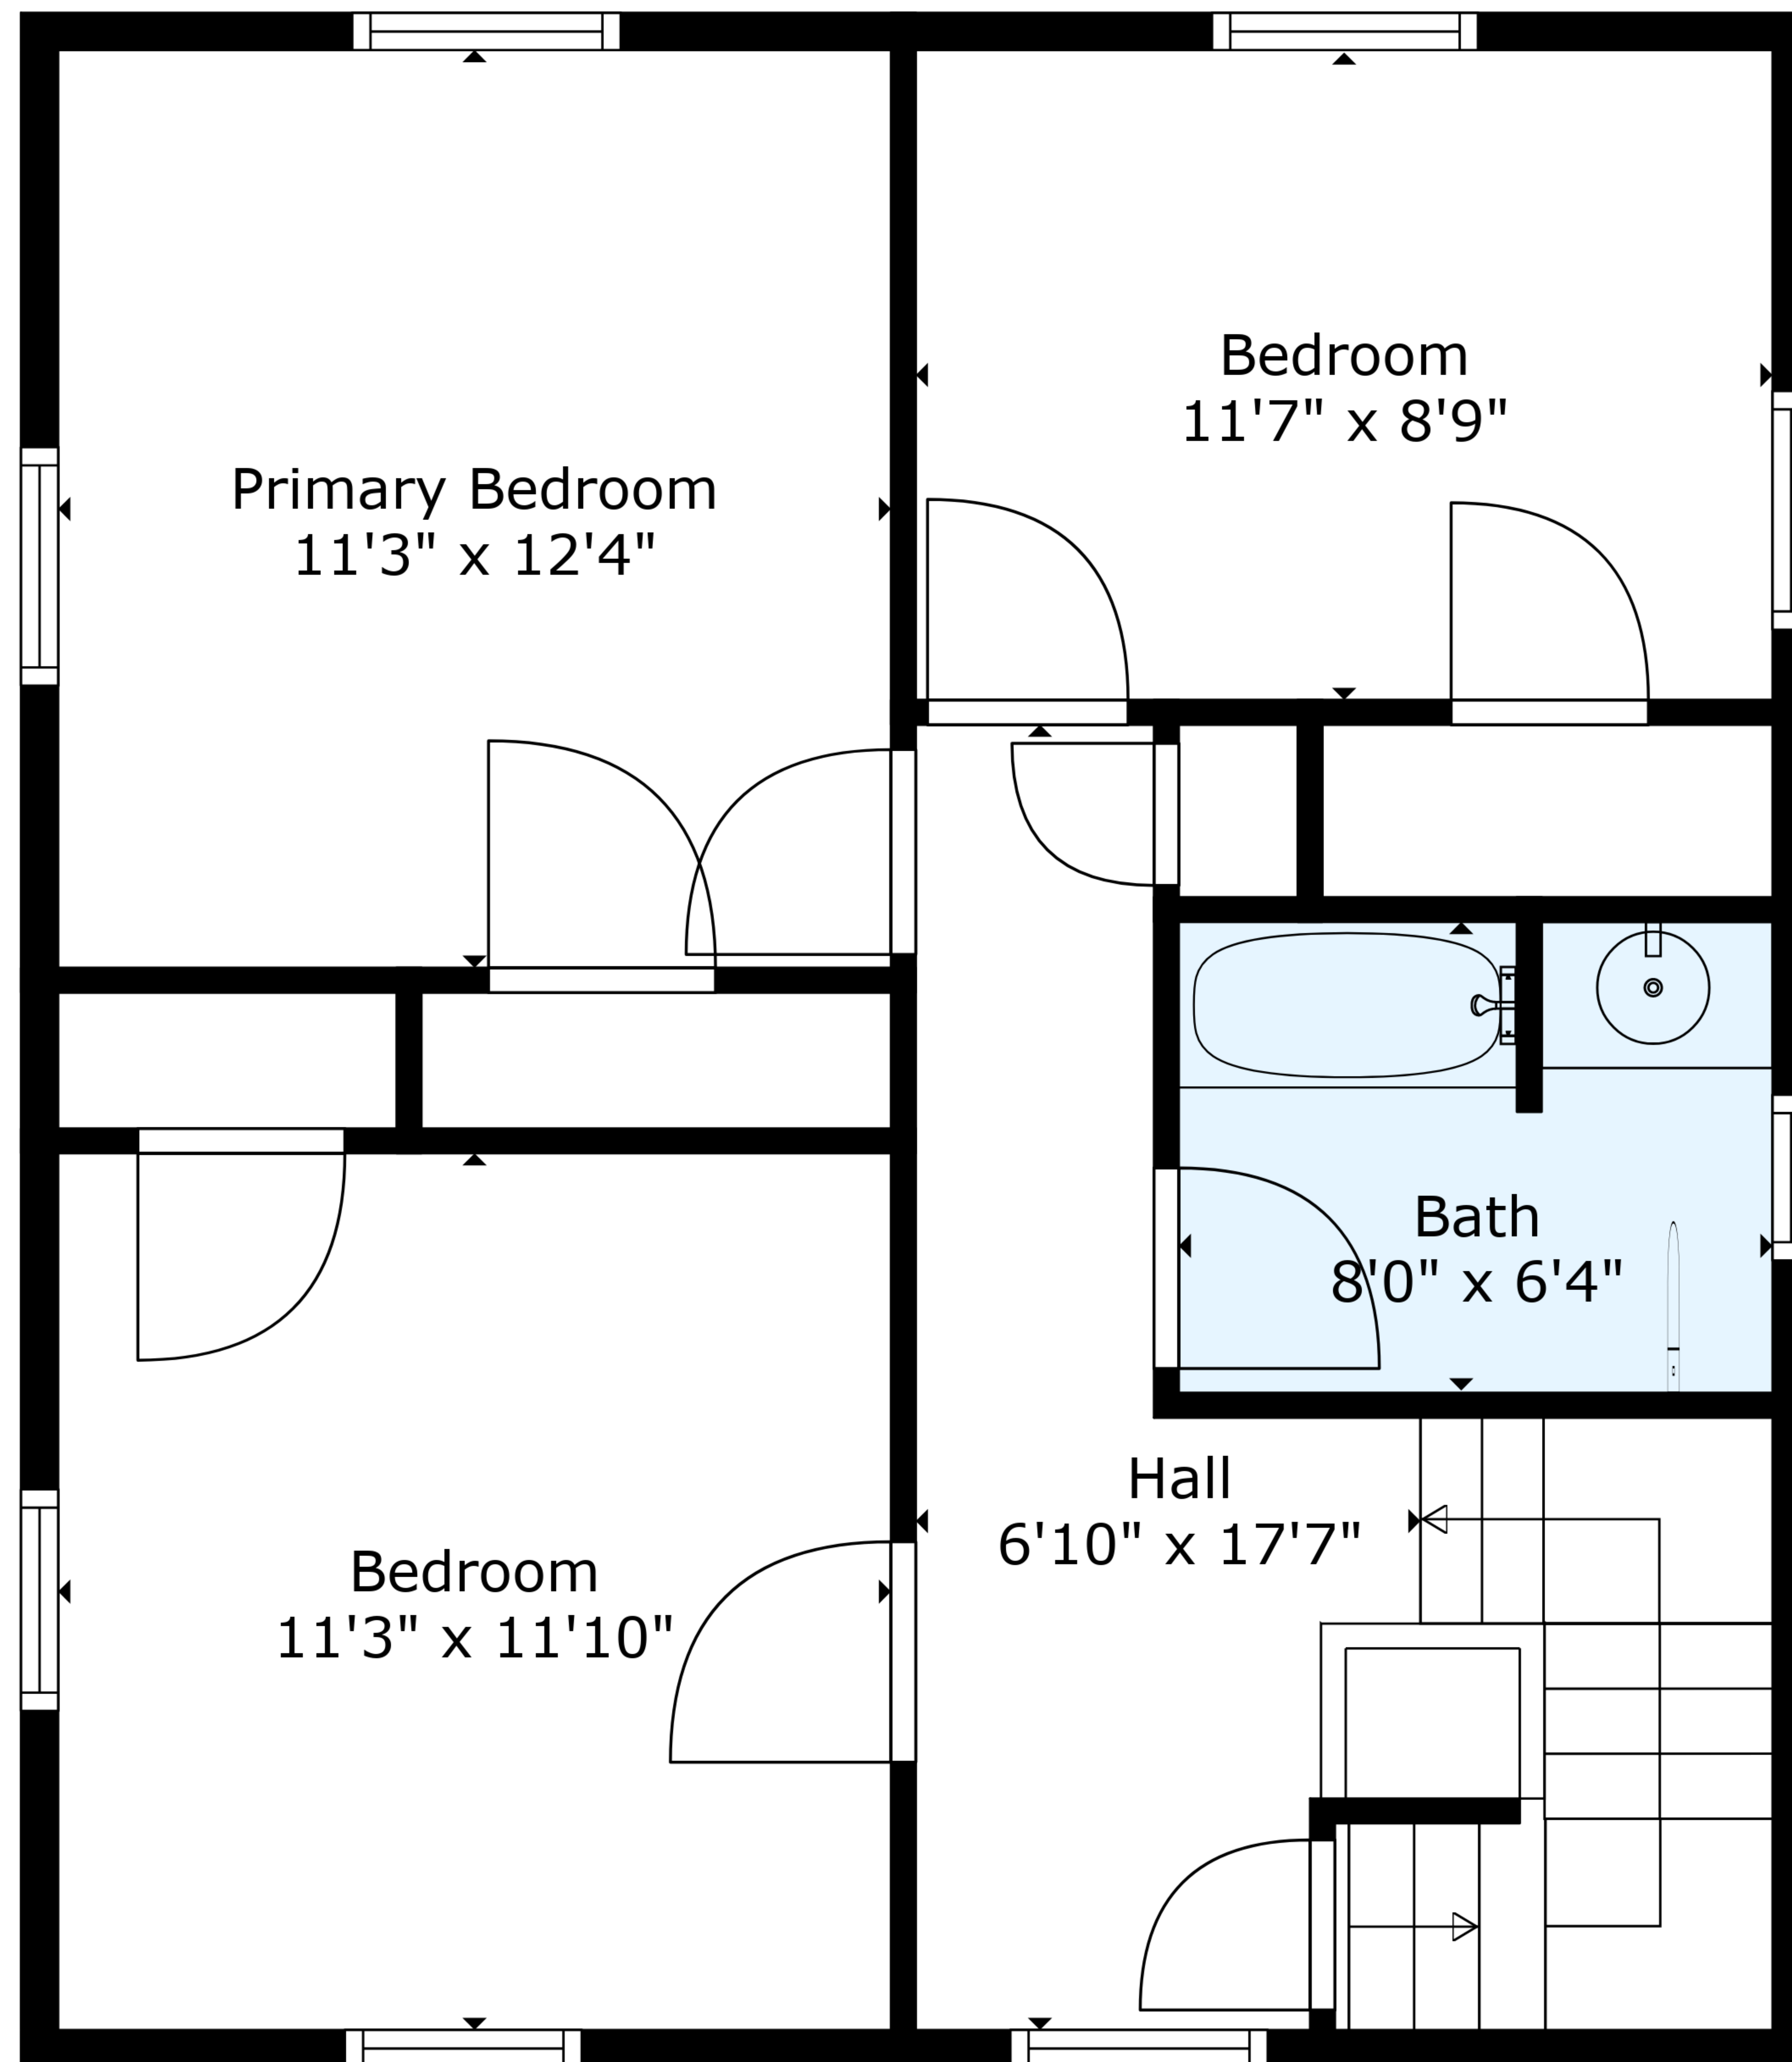 Bedroom
11'7" x 8'9"
Primary Bedroom
11'3" x 12'4"
Bath
8'0" x 6'4"
Hall
6'10" x 17'7"
Bedroom
11'3" x 11'10"